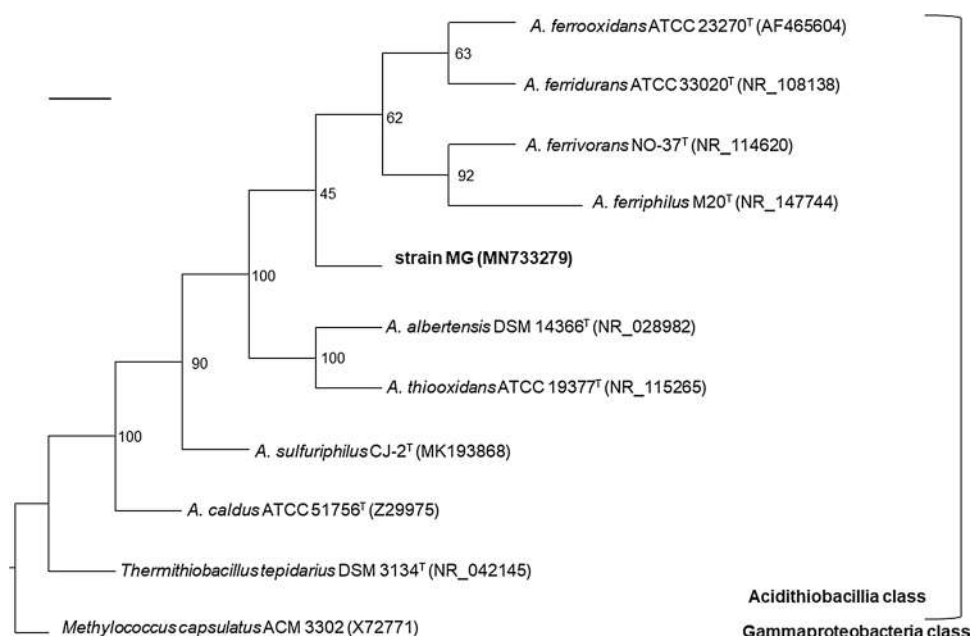 A. ferrooxidans ATCC 23270ᵀ (AF465604)
63
A. ferridurans ATCC 33020ᵀ (NR_108138)
62
A. ferrivorans NO-37ᵀ (NR_114620)
92
45
A. ferriphilus M20ᵀ (NR_147744)
strain MG (MN733279)
100
A. albertensis DSM 14366ᵀ (NR_028982)
100
90
A. thiooxidans ATCC 19377ᵀ (NR_115265)
100
A. sulfuriphilus CJ-2ᵀ (MK193868)
A. caldus ATCC 51756ᵀ (Z29975)
Thermithiobacillus tepidarius DSM 3134ᵀ (NR_042145)
Acidithiobacillia class
Methylococcus capsulatus ACM 3302 (X72771)
Gammaproteobacteria class